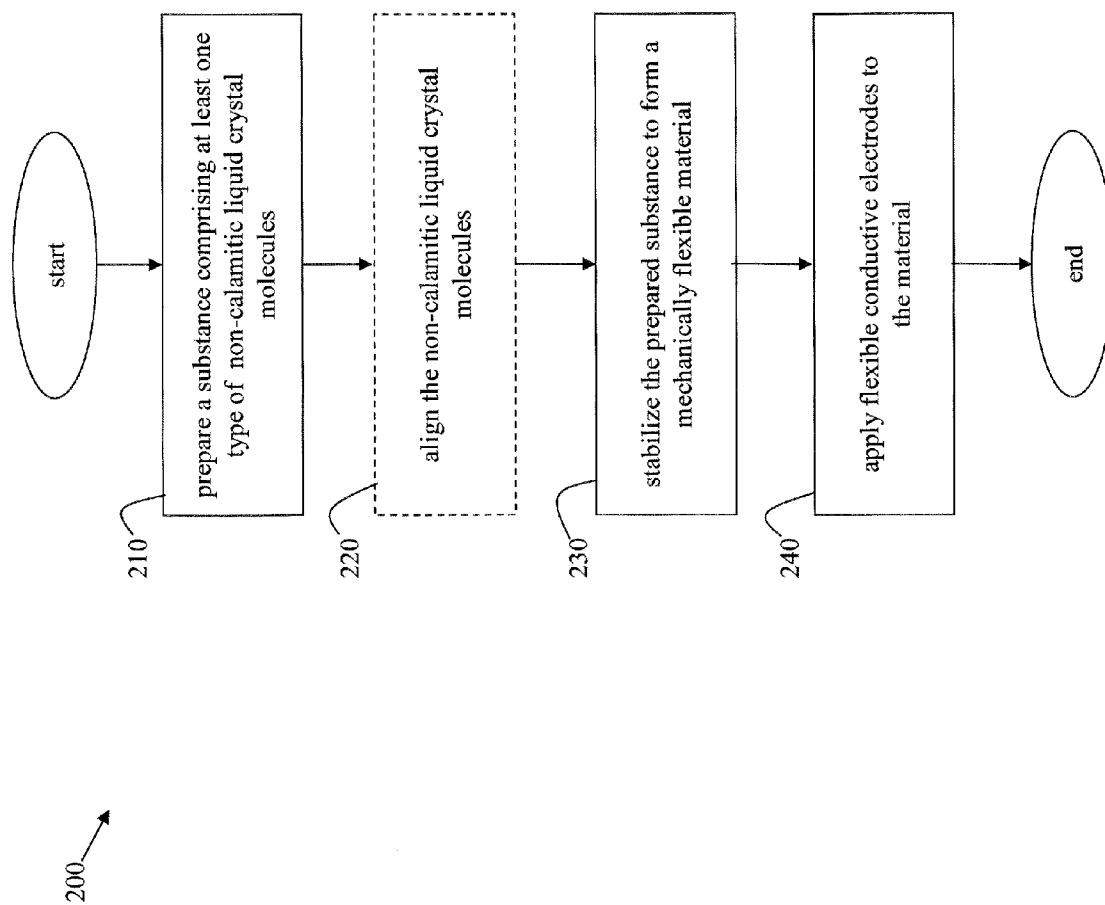 200
start
210
prepare a substance comprising at least one
type of non-calamitic liquid crystal
molecules
220
align the non-calamitic liquid crystal
molecules
230
stabilize the prepared substance to form a
mechanically flexible material
240
apply flexible conductive electrodes to
the material
end